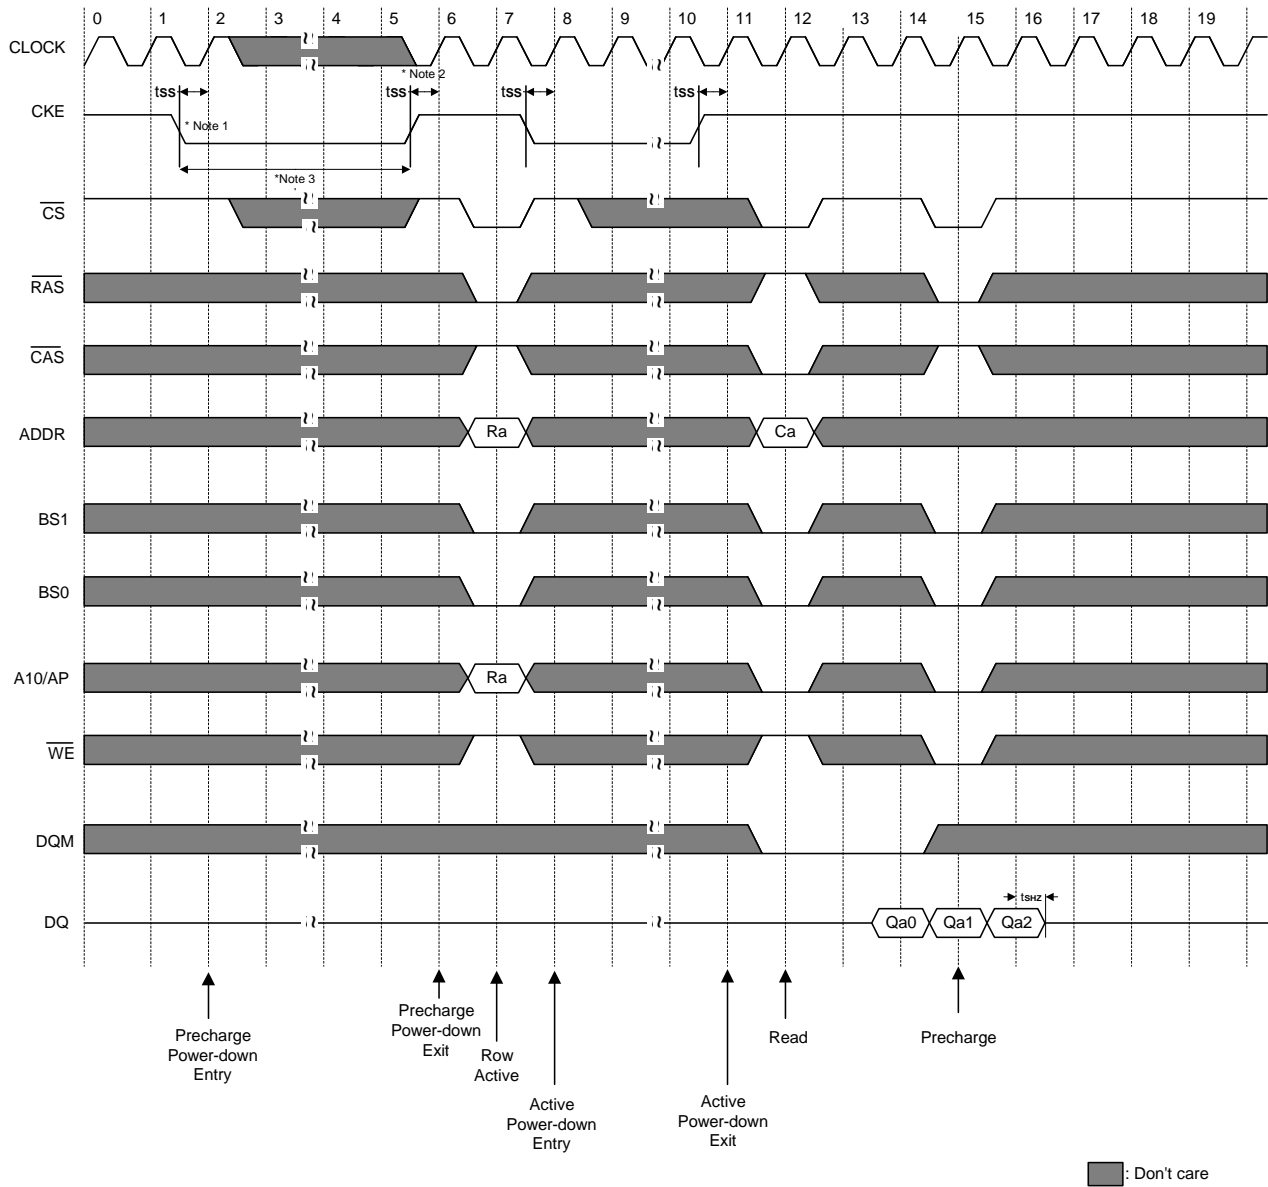 0 1 2 3 4 5 6 7 8 9 10 11 12 13 14 15 16 17 18 19
CLOCK
* Note 2
tss tss tss tss
CKE
* Note 1
*Note 3
CS
RAS
CAS
ADDR Ra Ca
BS1
BS0
A10/AP Ra
WE
DQM
tSHZ
DQ Qa0 Qa1 Qa2
Precharge
Power-down
Entry
Precharge
Power-down
Exit
Row
Active
Active
Power-down
Entry
Active
Power-down
Exit
Read
Precharge
: Don't care